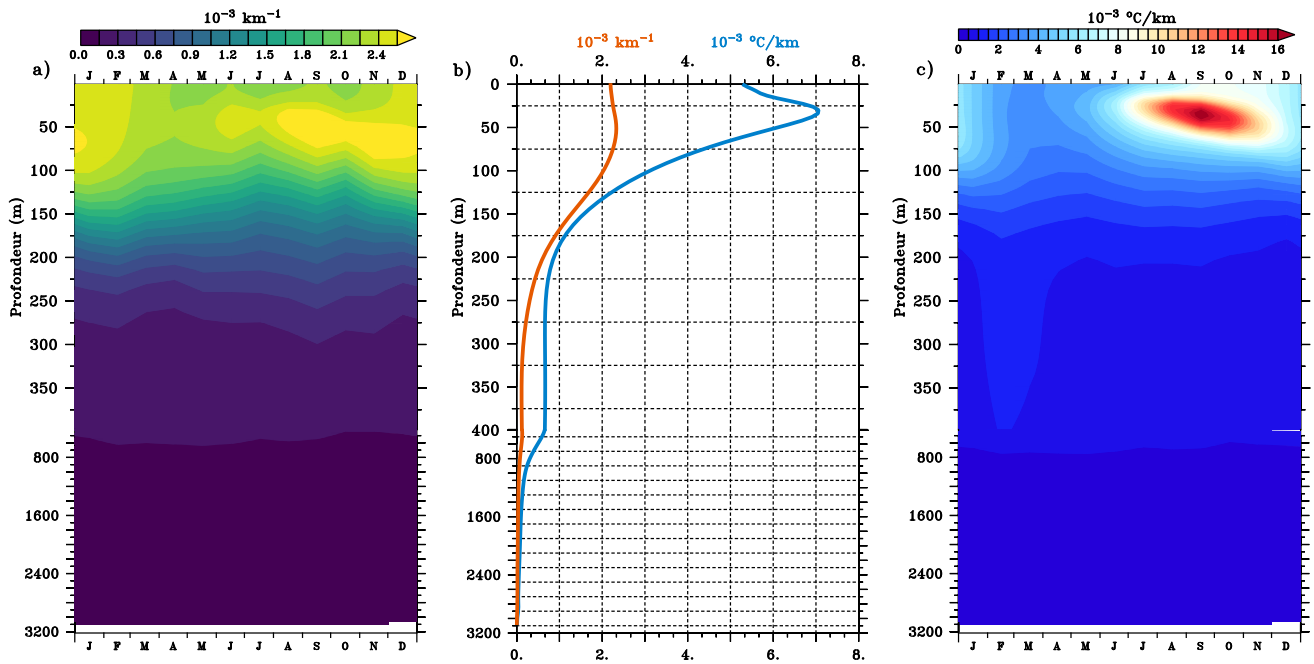 10⁻³ km⁻¹
0.0 0.3 0.6 0.9 1.2 1.5 1.8 2.1 2.4
a)
J F M A M J J A S O N D
Profondeur (m)
50
100
150
200
250
300
350
800
1600
2400
3200
J F M A M J J A S O N D
b)
10⁻³ km⁻¹ 10⁻³ °C/km
0. 2. 4. 6. 8.
Profondeur (m)
0
50
100
150
200
250
300
350
400
800
1600
2400
3200
0. 2. 4. 6. 8.
10⁻³ °C/km
0 2 4 6 8 10 12 14 16
c)
J F M A M J J A S O N D
Profondeur (m)
50
100
150
200
250
300
350
800
1600
2400
3200
J F M A M J J A S O N D